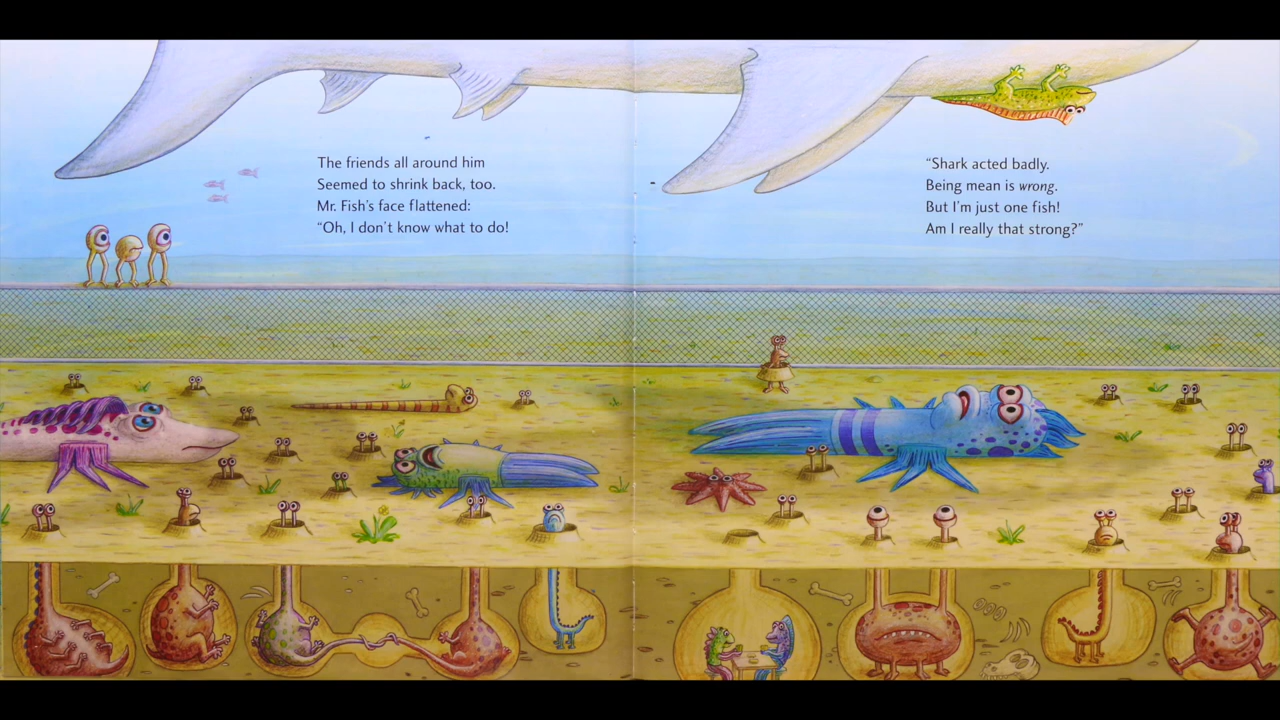 The friends all around him
Seemed to shrink back, too.
Mr. Fish's face flattened:
“Oh, I don't know what to do!
“Shark acted badly.
Being mean is wrong.
But I'm just one fish!
Am I really that strong?”